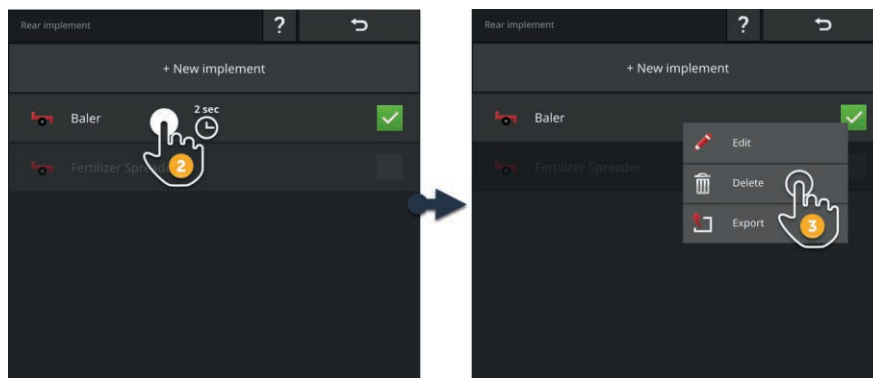 Rear implement
?
+ New implement
Baler
2 sec
2
Fertilizer Spreader
Rear implement
?
+ New implement
Baler
Edit
Fertilizer Spreader
Delete
Export
3